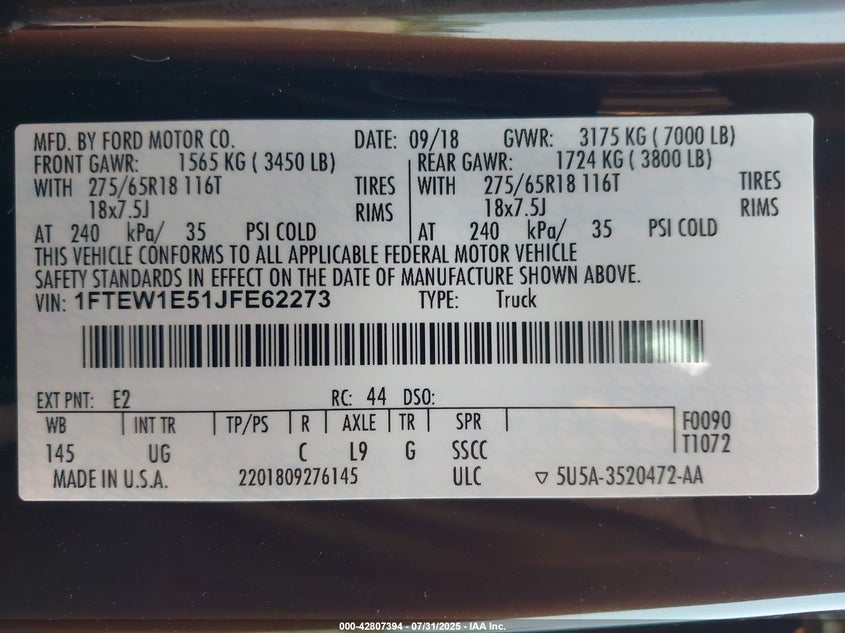 MFD. BY FORD MOTOR CO. DATE: 09/18 GVWR: 3175 KG ( 7000 LB)
FRONT GAWR: 1565 KG ( 3450 LB) REAR GAWR: 1724 KG ( 3800 LB)
WITH 275/65R18 116T TIRES WITH 275/65R18 116T TIRES
18x7.5J RIMS 18x7.5J RIMS
AT 240 kPa/ 35 PSI COLD AT 240 kPa/ 35 PSI COLD
THIS VEHICLE CONFORMS TO ALL APPLICABLE FEDERAL MOTOR VEHICLE
SAFETY STANDARDS IN EFFECT ON THE DATE OF MANUFACTURE SHOWN ABOVE.
VIN: 1FTEW1E51JFE62273 TYPE: Truck
EXT PNT: E2 RC: 44 DSO:
WB INT TR TP/PS R AXLE TR SPR F0090
145 UG C L9 G SSCC T1072
MADE IN U.S.A. 2201809276145 ULC ▽ 5U5A-3520472-AA
000-42807394 - 07/31/2025 - IAA Inc.